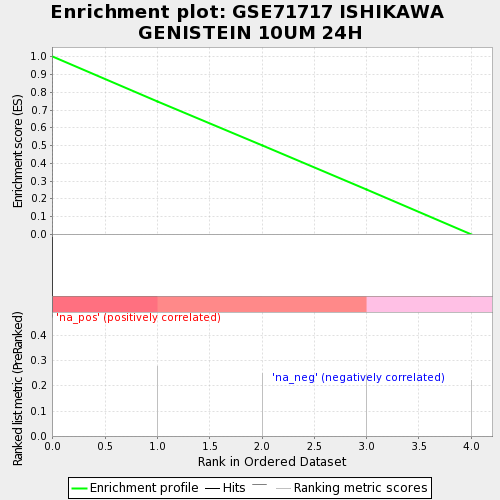 Enrichment plot: GSE71717 ISHIKAWA
GENISTEIN 10UM 24H
Enrichment score (ES)
1.0
0.9
0.8
0.7
0.6
0.5
0.4
0.3
0.2
0.1
0.0
'na_pos' (positively correlated)
'na_neg' (negatively correlated)
Ranked list metric (PreRanked)
0.4
0.3
0.2
0.1
0.0
0.0 0.5 1.0 1.5 2.0 2.5 3.0 3.5 4.0
Rank in Ordered Dataset
Enrichment profile Hits Ranking metric scores